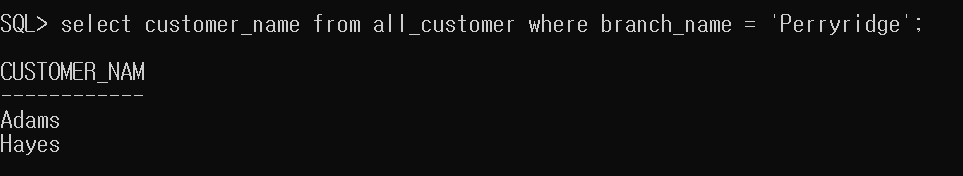 SQL> select customer_name from all_customer where branch_name = 'Perryridge';
CUSTOMER_NAM
------------
Adams
Hayes